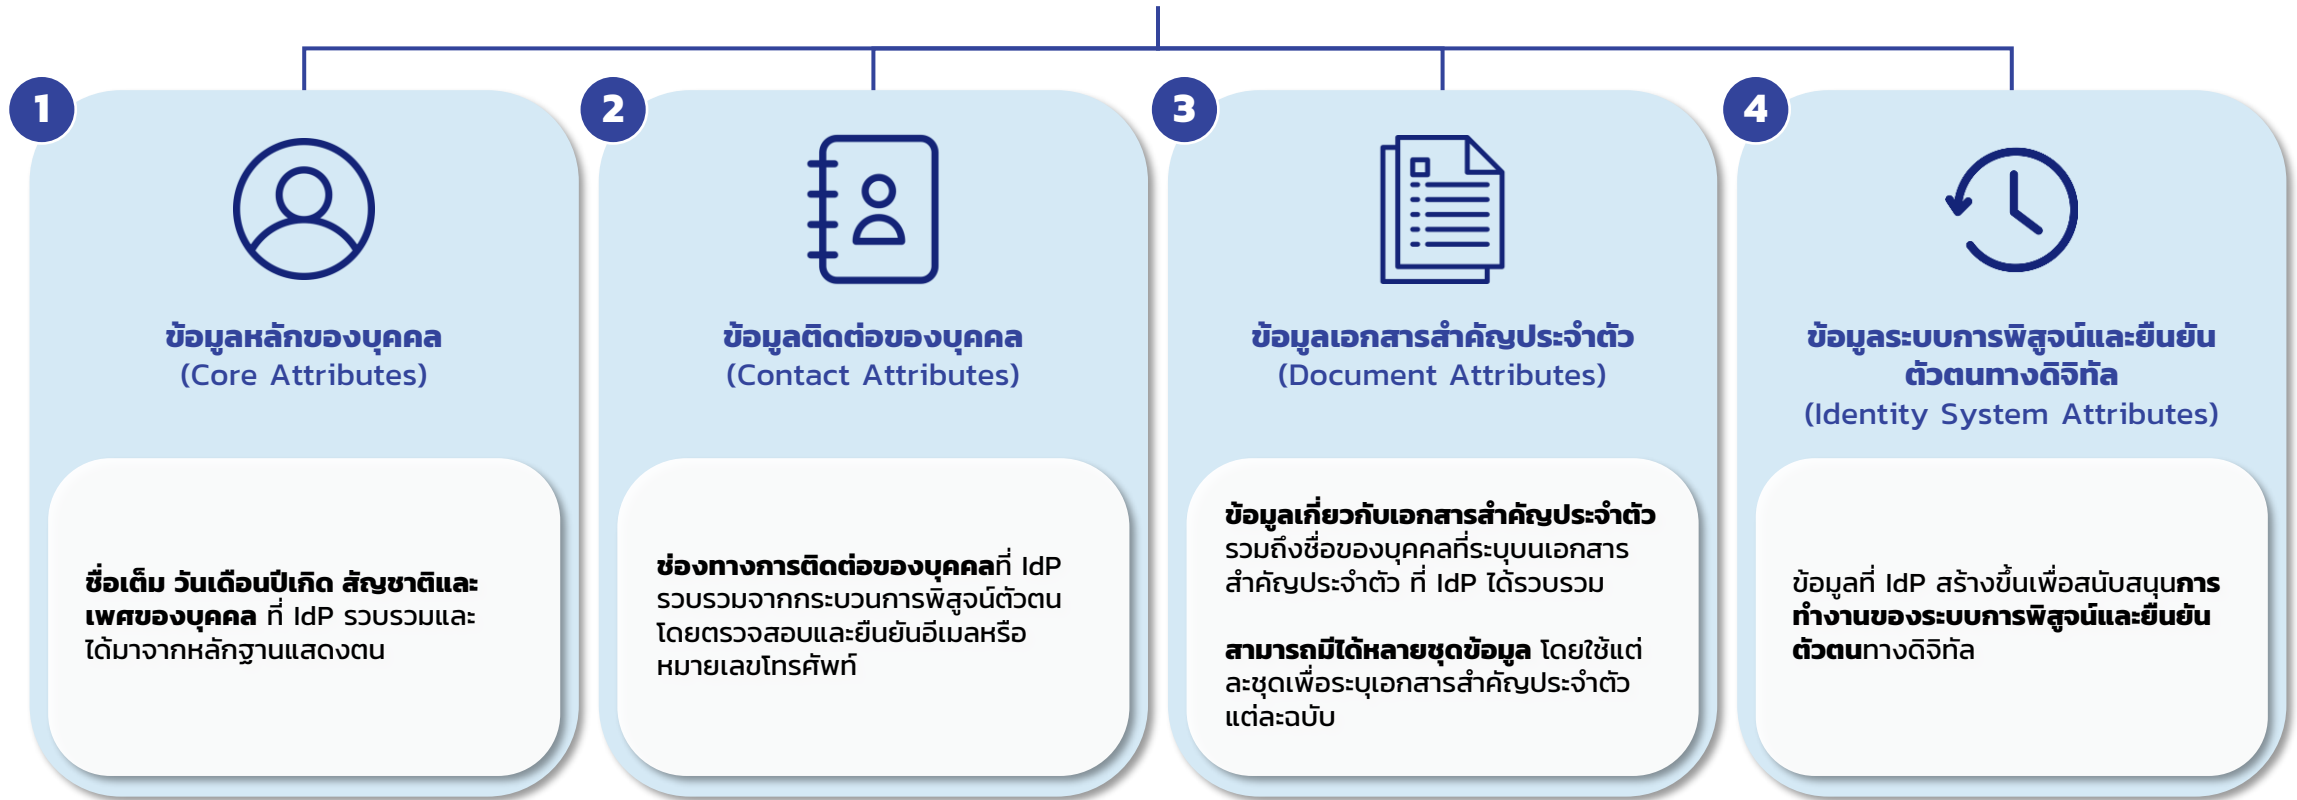 1
ข้อมูลหลักของบุคคล
(Core Attributes)
ชื่อเต็ม วันเดือนปีเกิด สัญชาติและ
เพศของบุคคล ที่ IdP รวบรวมและ
ได้มาจากหลักฐานแสดงตน
2
ข้อมูลติดต่อของบุคคล
(Contact Attributes)
ช่องทางการติดต่อของบุคคลที่ IdP
รวบรวมจากกระบวนการพิสูจน์ตัวตน
โดยตรวจสอบและยืนยันอีเมลหรือ
หมายเลขโทรศัพท์
3
ข้อมูลเอกสารสำคัญประจำตัว
(Document Attributes)
ข้อมูลเกี่ยวกับเอกสารสำคัญประจำตัว
รวมถึงชื่อของบุคคลที่ระบุบนเอกสาร
สำคัญประจำตัว ที่ IdP ได้รวบรวม
สามารถมีได้หลายชุดข้อมูล โดยใช้แต่
ละชุดเพื่อระบุเอกสารสำคัญประจำตัว
แต่ละฉบับ
4
ข้อมูลระบบการพิสูจน์และยืนยัน
ตัวตนทางดิจิทัล
(Identity System Attributes)
ข้อมูลที่ IdP สร้างขึ้นเพื่อสนับสนุนการ
ทำงานของระบบการพิสูจน์และยืนยัน
ตัวตนทางดิจิทัล